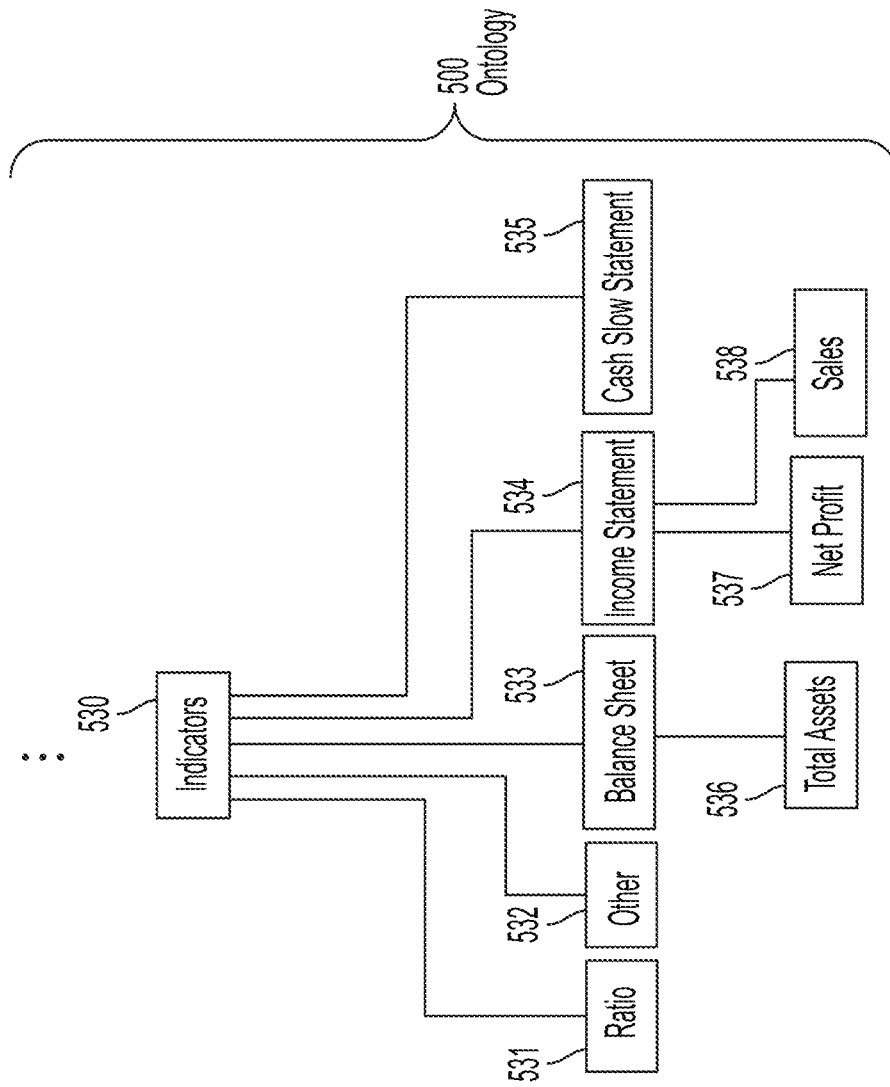 500
Ontology
530
Indicators
531
Ratio
532
Other
533
Balance Sheet
534
Income Statement
535
Cash Slow Statement
536
Total Assets
537
Net Profit
538
Sales